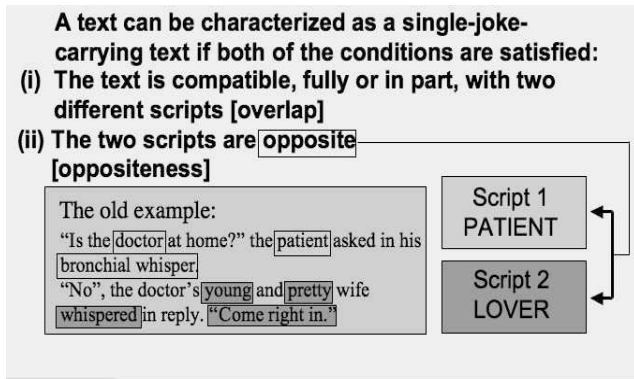 A text can be characterized as a single-joke-
carrying text if both of the conditions are satisfied:
(i) The text is compatible, fully or in part, with two
different scripts [overlap]
(ii) The two scripts are opposite
[oppositeness]
The old example:
“Is the doctor at home?” the patient asked in his
bronchial whisper.
“No”, the doctor’s young and pretty wife
whispered in reply. “Come right in.”
Script 1
PATIENT
Script 2
LOVER